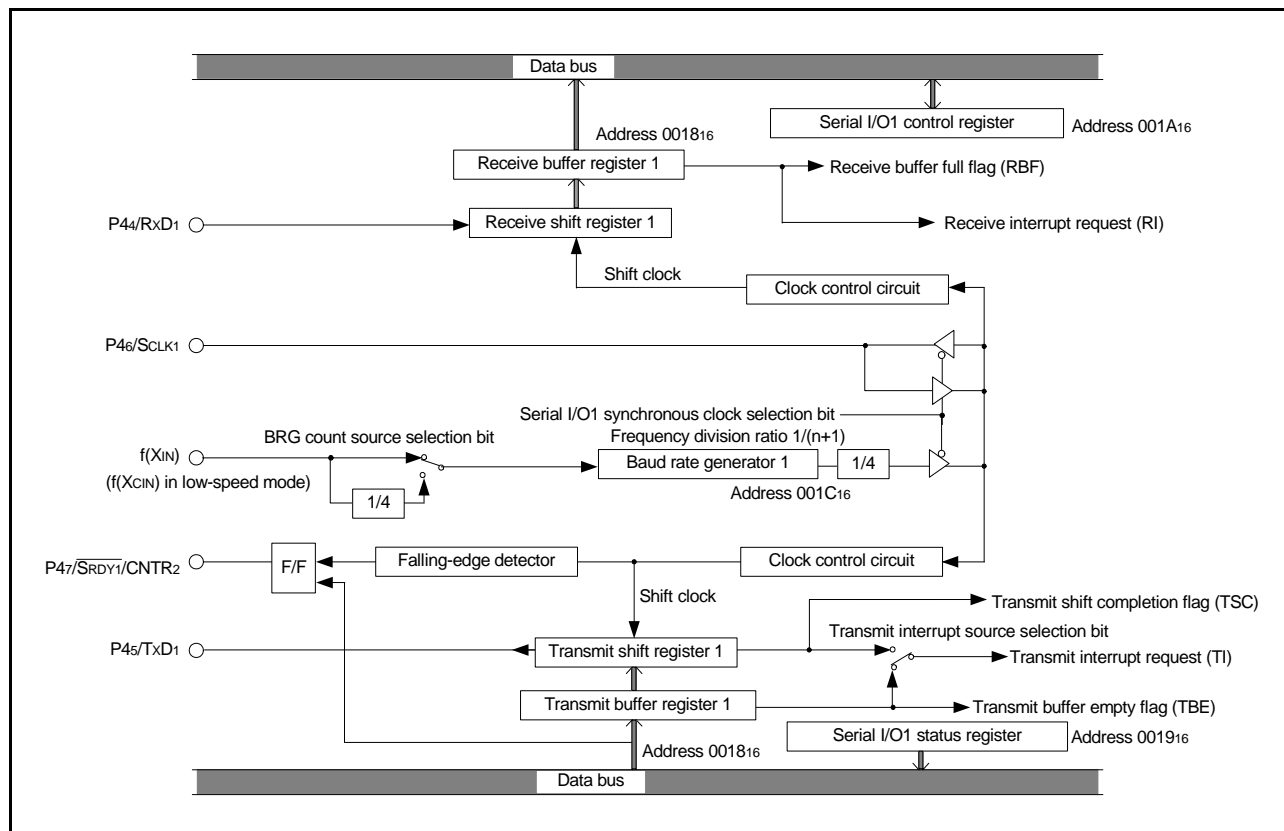 Data bus
Serial I/O1 control register
Address 001A16
Address 001816
Receive buffer register 1
Receive buffer full flag (RBF)
P44/RXD1
Receive shift register 1
Receive interrupt request (RI)
Shift clock
Clock control circuit
P46/SCLK1
Serial I/O1 synchronous clock selection bit
BRG count source selection bit
Frequency division ratio 1/(n+1)
f(XIN)
Baud rate generator 1
1/4
(f(XCIN) in low-speed mode)
Address 001C16
1/4
P47/SRDY1/CNTR2
F/F
Falling-edge detector
Clock control circuit
Shift clock
Transmit shift completion flag (TSC)
Transmit interrupt source selection bit
P45/TXD1
Transmit shift register 1
Transmit interrupt request (TI)
Transmit buffer register 1
Transmit buffer empty flag (TBE)
Address 001816
Serial I/O1 status register
Address 001916
Data bus